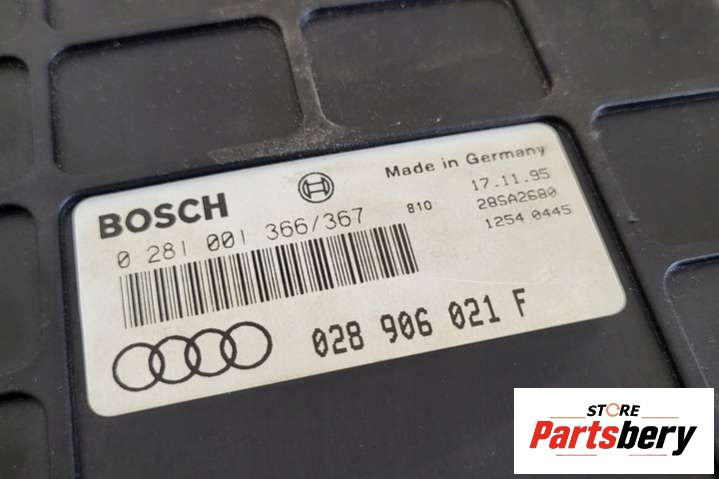 BOSCH
Made in Germany
0 281 001 366/367
810
17.11.95
28SA2680
1254 0445
028 906 021 F
STORE
Partsbery